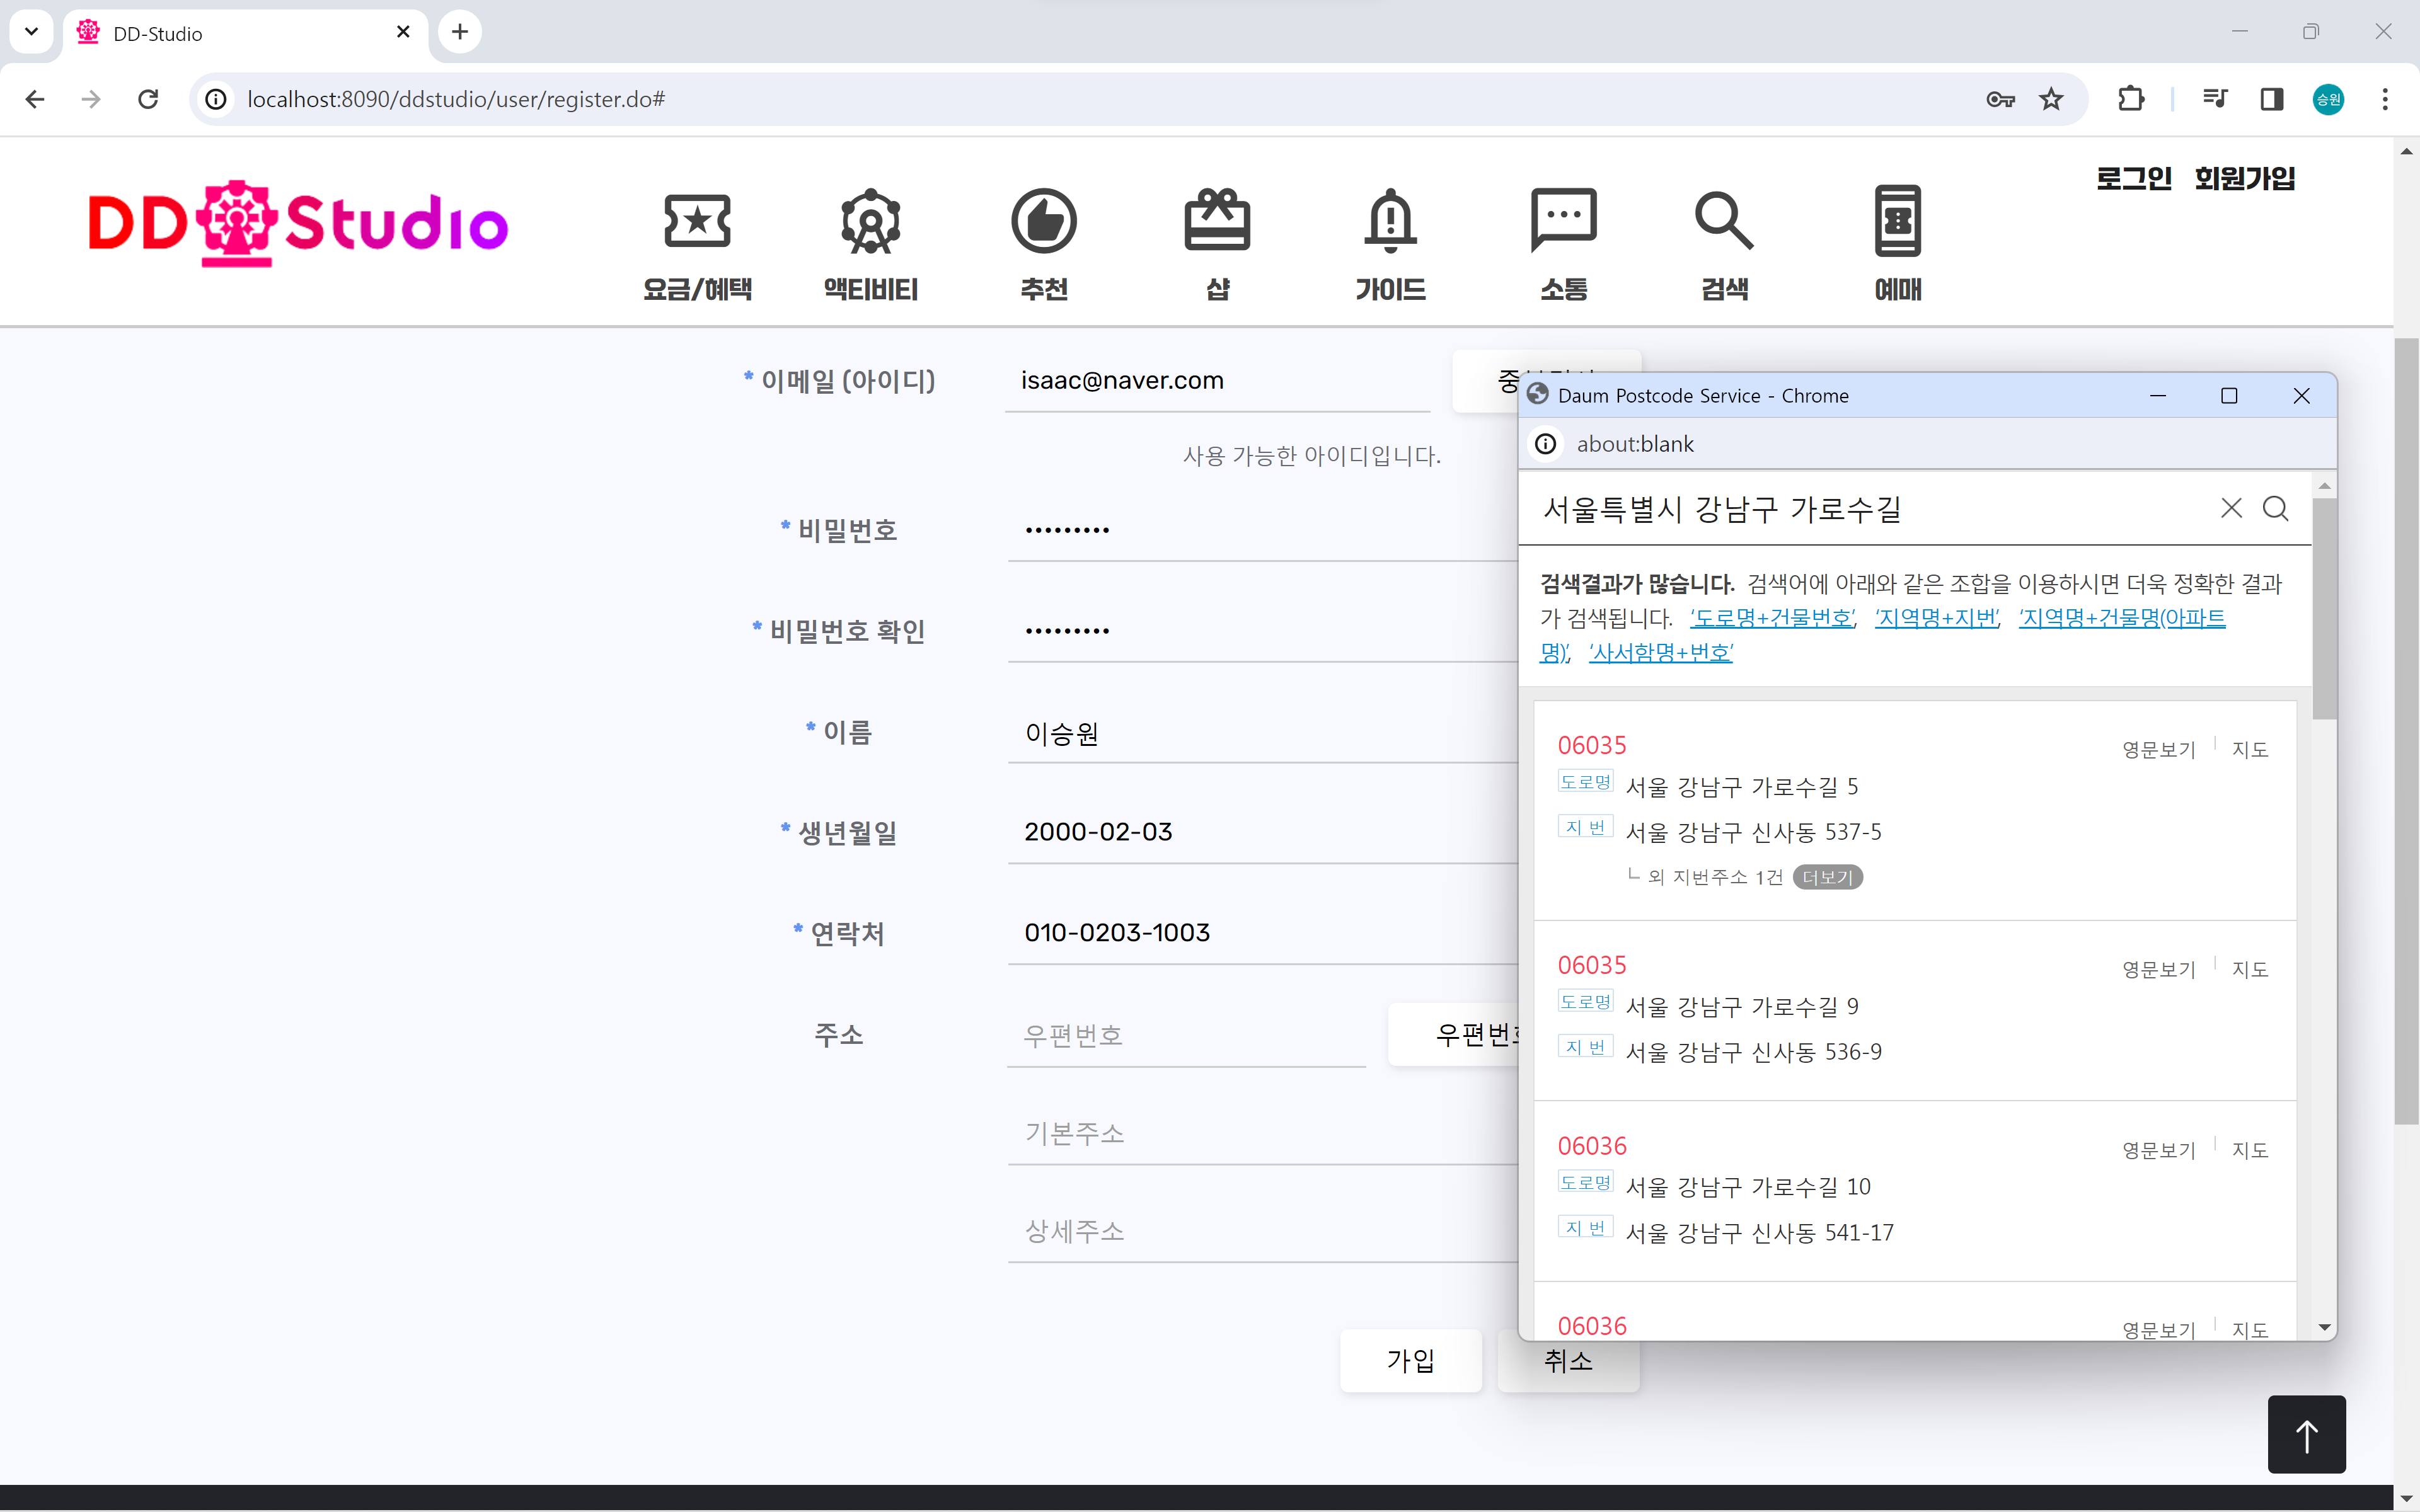 DD-Studio
localhost:8090/ddstudio/user/register.do#
승원
로그인 회원가입
DD Studio
요금/혜택 액티비티 추천 샵 가이드 소통 검색 예매
* 이메일 (아이디) isaac@naver.com
사용 가능한 아이디입니다.
* 비밀번호 •••••••••
* 비밀번호 확인 •••••••••
* 이름 이승원
* 생년월일 2000-02-03
* 연락처 010-0203-1003
주소 우편번호 우편번
기본주소
상세주소
가입 취소
Daum Postcode Service - Chrome
about:blank
서울특별시 강남구 가로수길
검색결과가 많습니다. 검색어에 아래와 같은 조합을 이용하시면 더욱 정확한 결과
가 검색됩니다. ‘도로명+건물번호’, ‘지역명+지번’, ‘지역명+건물명(아파트
명)’, ‘사서함명+번호’
06035 영문보기 지도
도로명 서울 강남구 가로수길 5
지번 서울 강남구 신사동 537-5
└ 외 지번주소 1건 더보기
06035 영문보기 지도
도로명 서울 강남구 가로수길 9
지번 서울 강남구 신사동 536-9
06036 영문보기 지도
도로명 서울 강남구 가로수길 10
지번 서울 강남구 신사동 541-17
06036 영문보기 지도